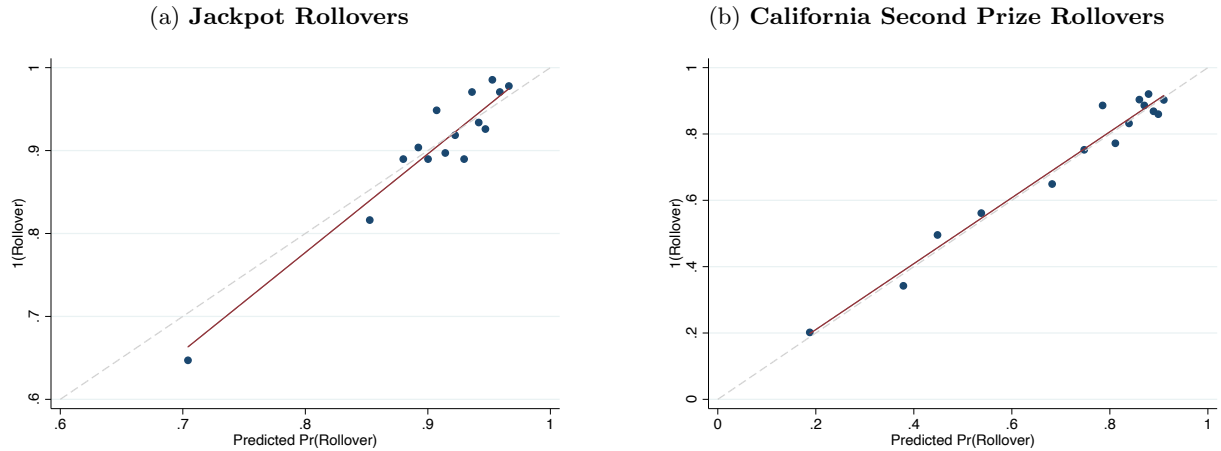 (a) Jackpot Rollovers
1(Rollover)
1
.9
.8
.7
.6
.6 .7 .8 .9 1
Predicted Pr(Rollover)
(b) California Second Prize Rollovers
1(Rollover)
1
.8
.6
.4
.2
0
0 .2 .4 .6 .8 1
Predicted Pr(Rollover)